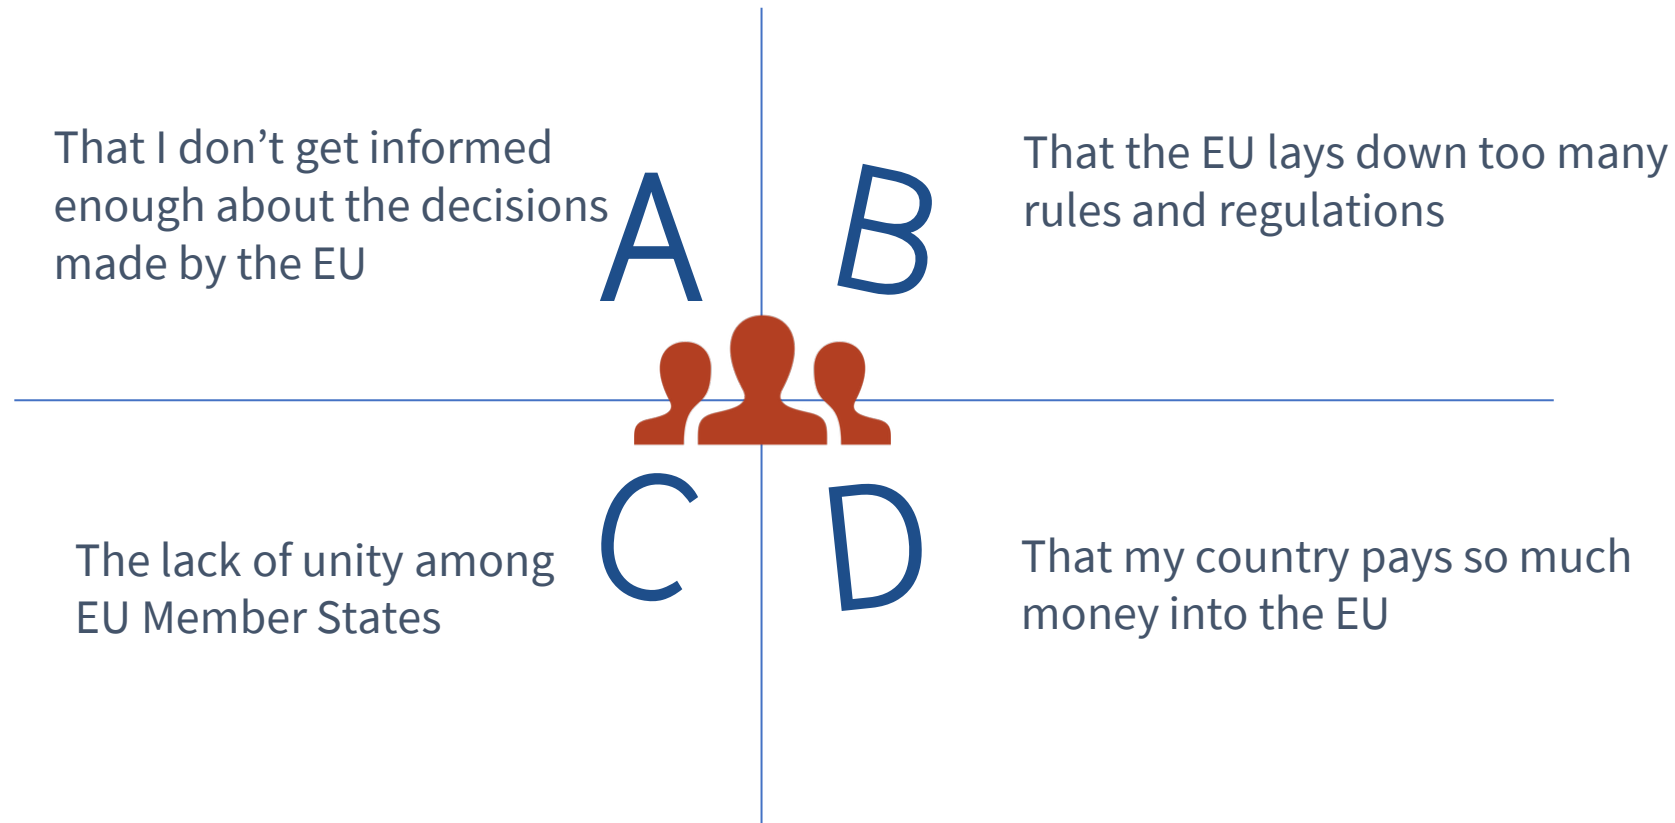 That I don’t get informed
enough about the decisions
made by the EU
A
B
That the EU lays down too many
rules and regulations
The lack of unity among
EU Member States
C
D
That my country pays so much
money into the EU